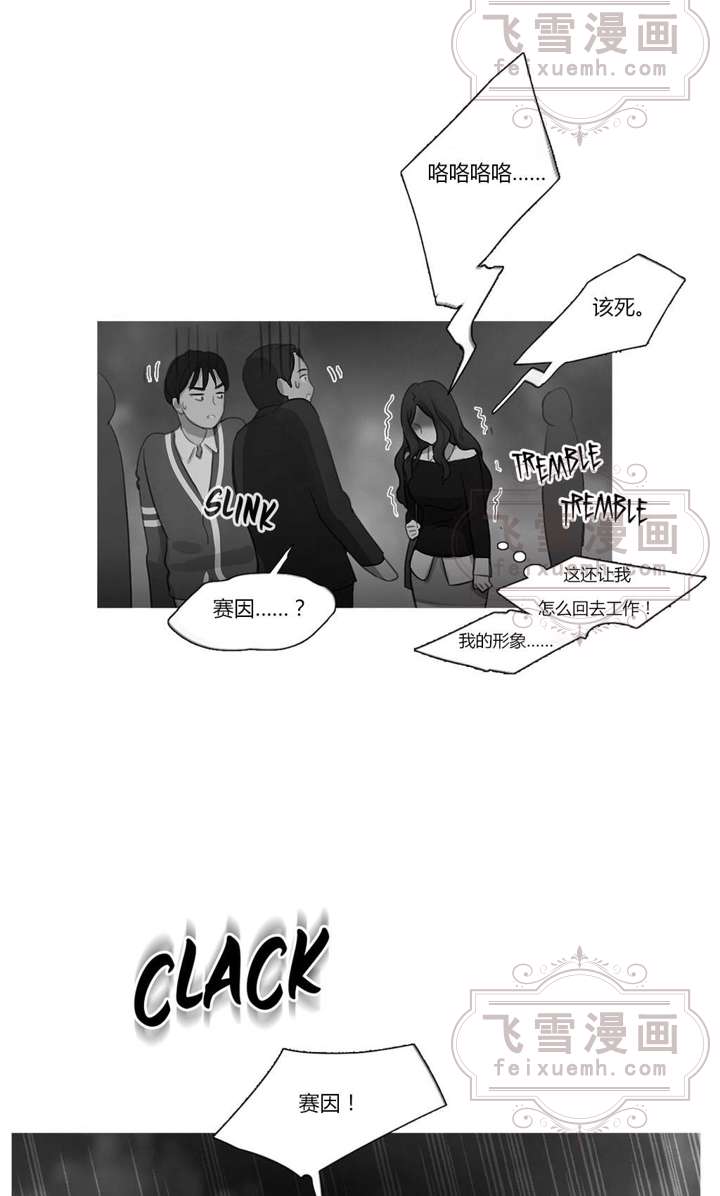 飞雪漫画
feixuemh.com
咯咯咯咯……
该死。
TREMBLE
TREMBLE
SLINK
飞雪漫画
feixuemh.com
这还让我
怎么回去工作！
赛因……？
我的形象……
CLACK
飞雪漫画
feixuemh.com
赛因！